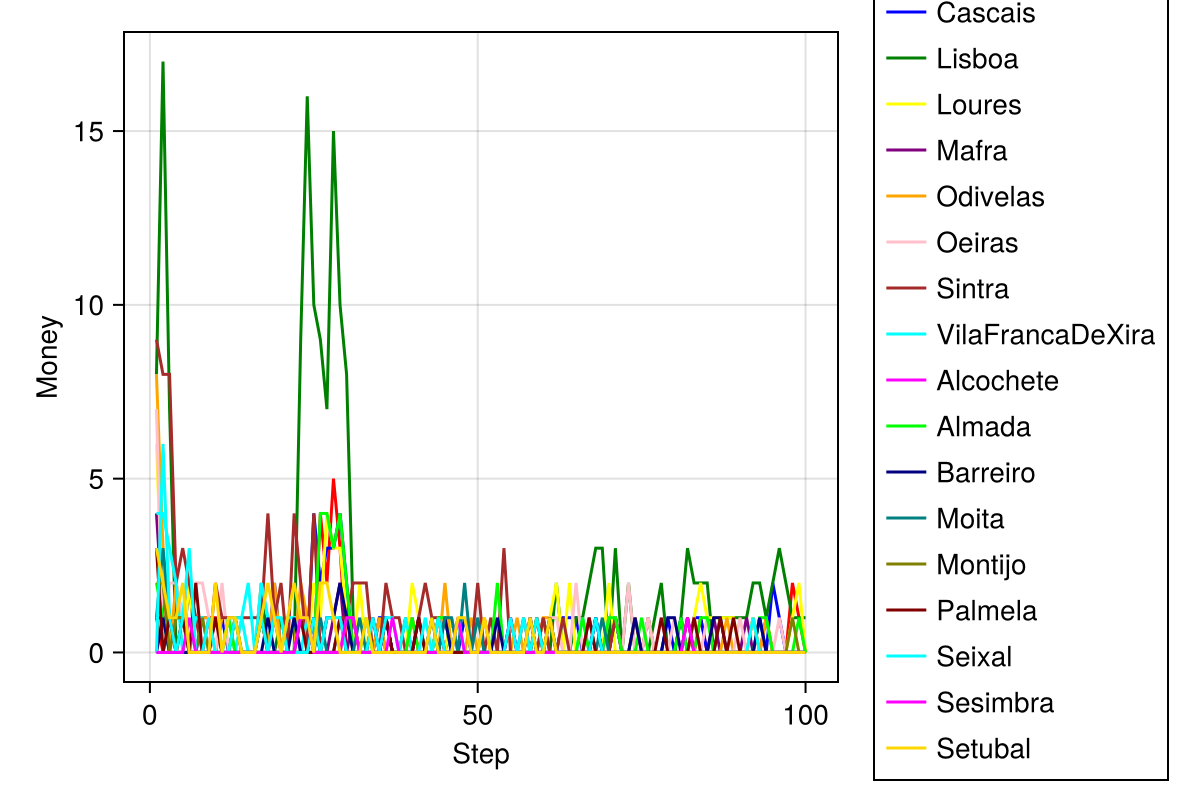 15
10
5
0
Money
0
50
100
Step
Cascais
Lisboa
Loures
Mafra
Odivelas
Oeiras
Sintra
VilaFrancaDeXira
Alcochete
Almada
Barreiro
Moita
Montijo
Palmela
Seixal
Sesimbra
Setubal